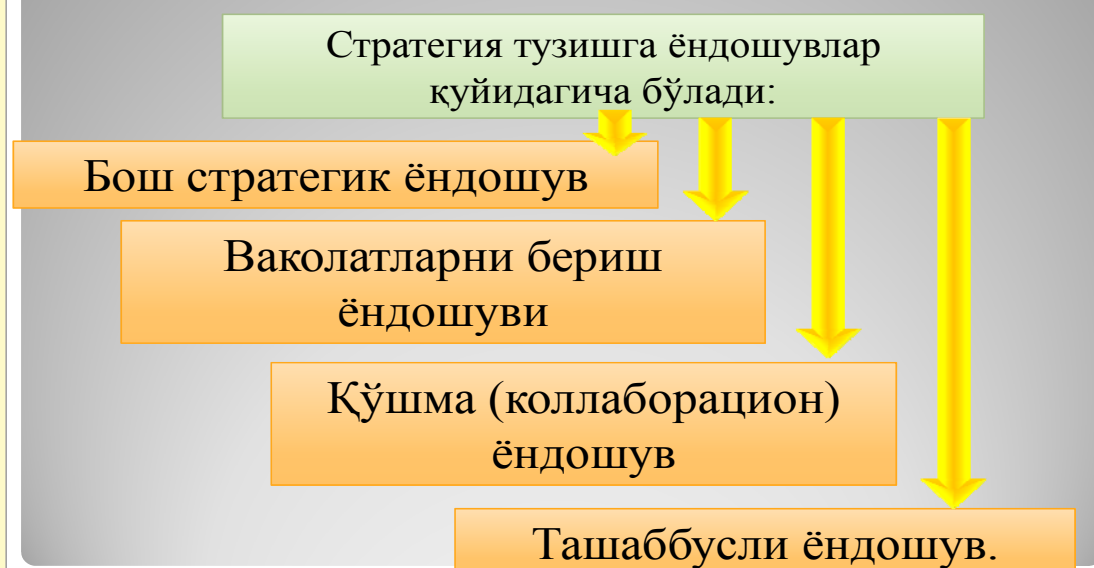 Стратегия тузишга ёндошувлар
қуйидагича бўлади:
Бош стратегик ёндошув
Ваколатларни бериш
ёндошуви
Қўшма (коллаборацион)
ёндошув
Ташаббусли ёндошув.